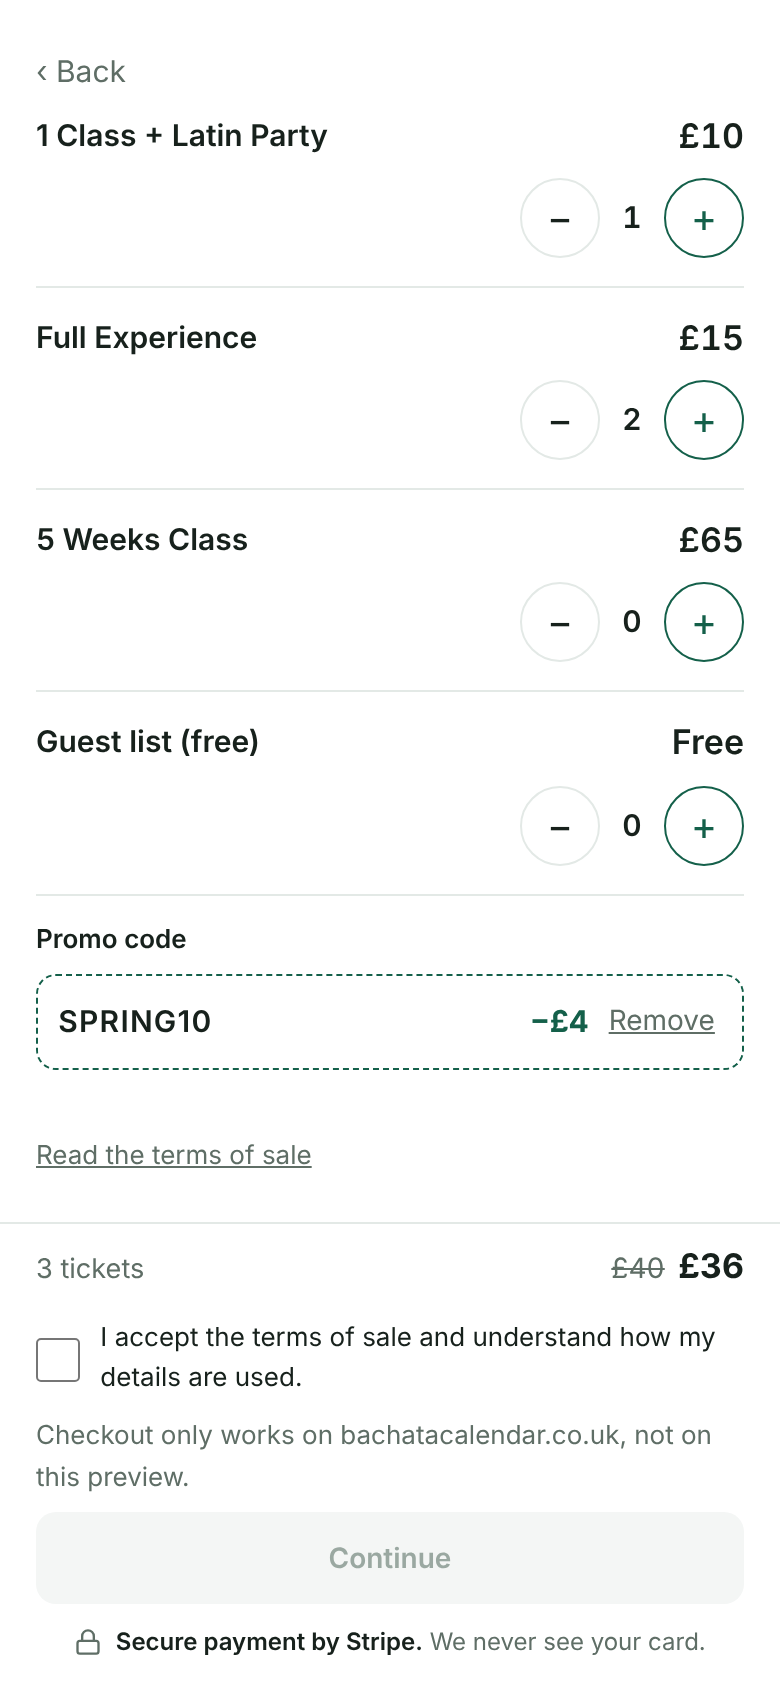 ‹ Back
1 Class + Latin Party £10
− 1 +
Full Experience £15
− 2 +
5 Weeks Class £65
− 0 +
Guest list (free) Free
− 0 +
Promo code
SPRING10 −£4 Remove
Read the terms of sale
3 tickets £40 £36
I accept the terms of sale and understand how my
details are used.
Checkout only works on bachatacalendar.co.uk, not on
this preview.
Continue
Secure payment by Stripe. We never see your card.